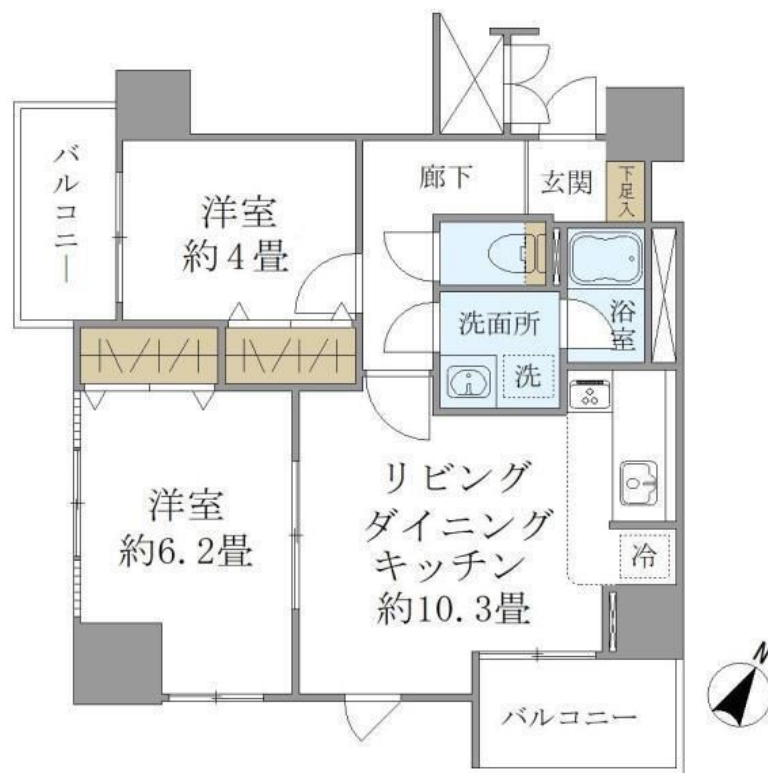 バルコニー
洋室
約4畳
廊下
玄関
下足入
洗面所
洗
浴室
洋室
約6.2畳
リビング
ダイニング
キッチン
約10.3畳
冷
バルコニー
N